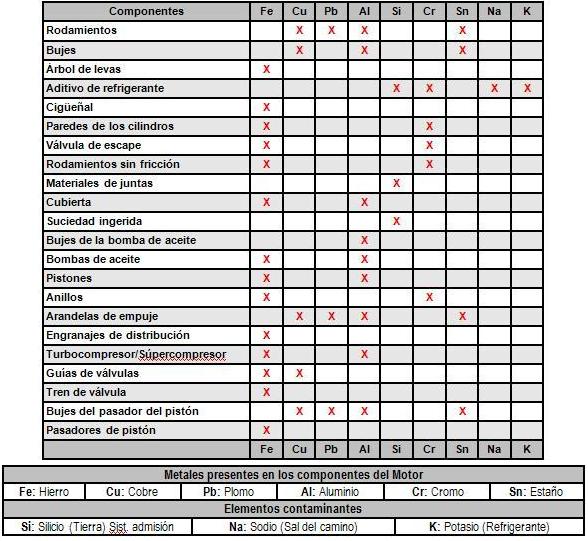 Componentes Fe Cu Pb Al Si Cr Sn Na K
Rodamientos X X X X
Bujes X X X
Árbol de levas X
Aditivo de refrigerante X X X X
Cigüeñal X
Paredes de los cilindros X X
Válvula de escape X X
Rodamientos sin fricción X X
Materiales de juntas X
Cubierta X X
Suciedad ingerida X
Bujes de la bomba de aceite X
Bombas de aceite X X
Pistones X X
Anillos X X
Arandelas de empuje X X X X
Engranajes de distribución X
Turbocompresor/Súpercompresor X X
Guías de válvulas X X
Tren de válvula X
Bujes del pasador del pistón X X X X
Pasadores de pistón X
Fe Cu Pb Al Si Cr Sn Na K
Metales presentes en los componentes del Motor
Fe: Hierro Cu: Cobre Pb: Plomo Al: Aluminio Cr: Cromo Sn: Estaño
Elementos contaminantes
Si: Silicio (Tierra) Sist. admisión Na: Sodio (Sal del camino) K: Potasio (Refrigerante)